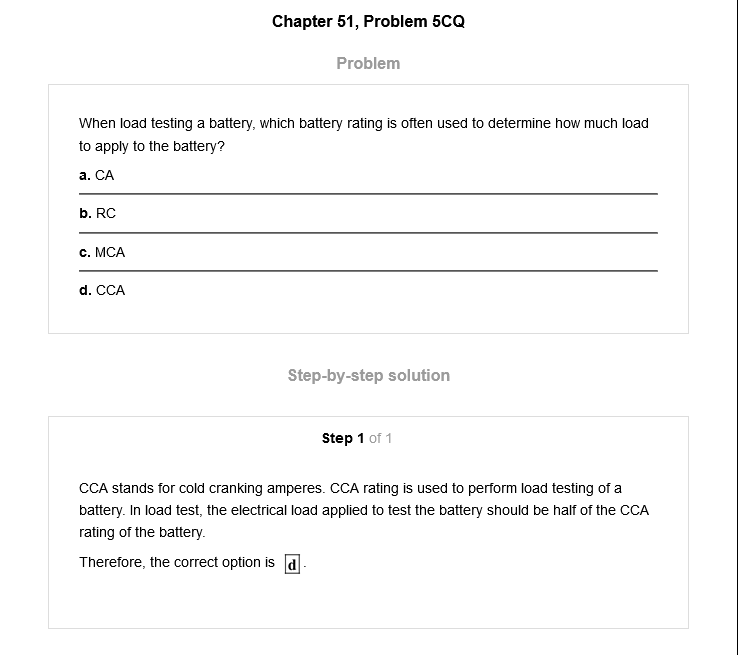 Chapter 51, Problem 5CQ
Problem
When load testing a battery, which battery rating is often used to determine how much load
to apply to the battery?
a. CA
b. RC
c. MCA
d. CCA
Step-by-step solution
Step 1 of 1
CCA stands for cold cranking amperes. CCA rating is used to perform load testing of a
battery. In load test, the electrical load applied to test the battery should be half of the CCA
rating of the battery.
Therefore, the correct option is d.